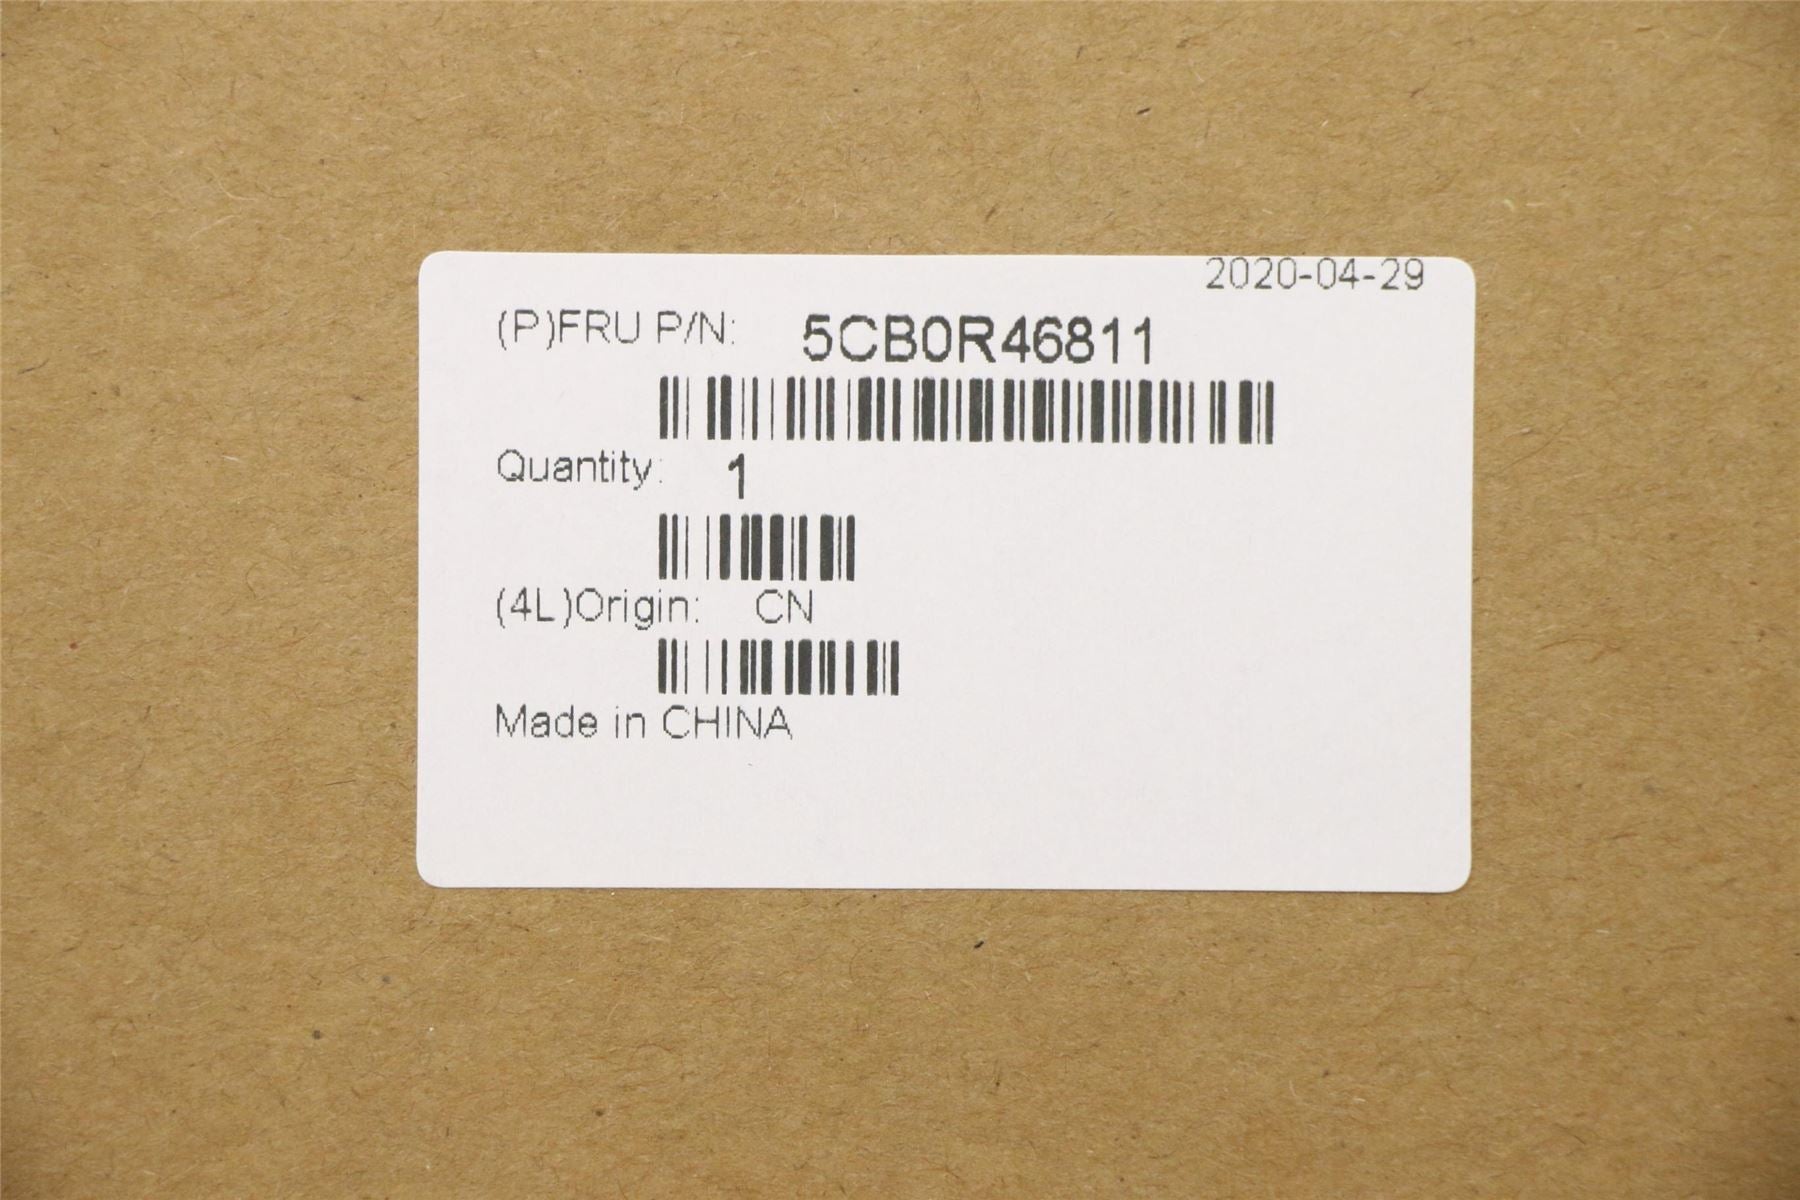 2020-04-29
(P)FRU P/N: 5CB0R46811
Quantity: 1
(4L)Origin: CN
Made in CHINA